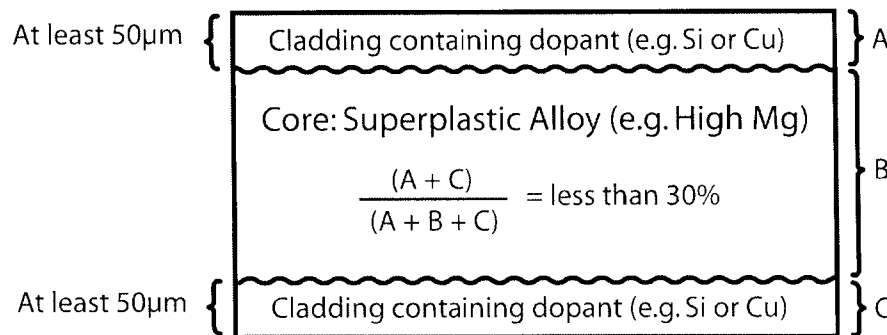 At least 50µm
Cladding containing dopant (e.g. Si or Cu)
A
Core: Superplastic Alloy (e.g. High Mg)
B
(A + C)
(A + B + C)
= less than 30%
At least 50µm
Cladding containing dopant (e.g. Si or Cu)
C